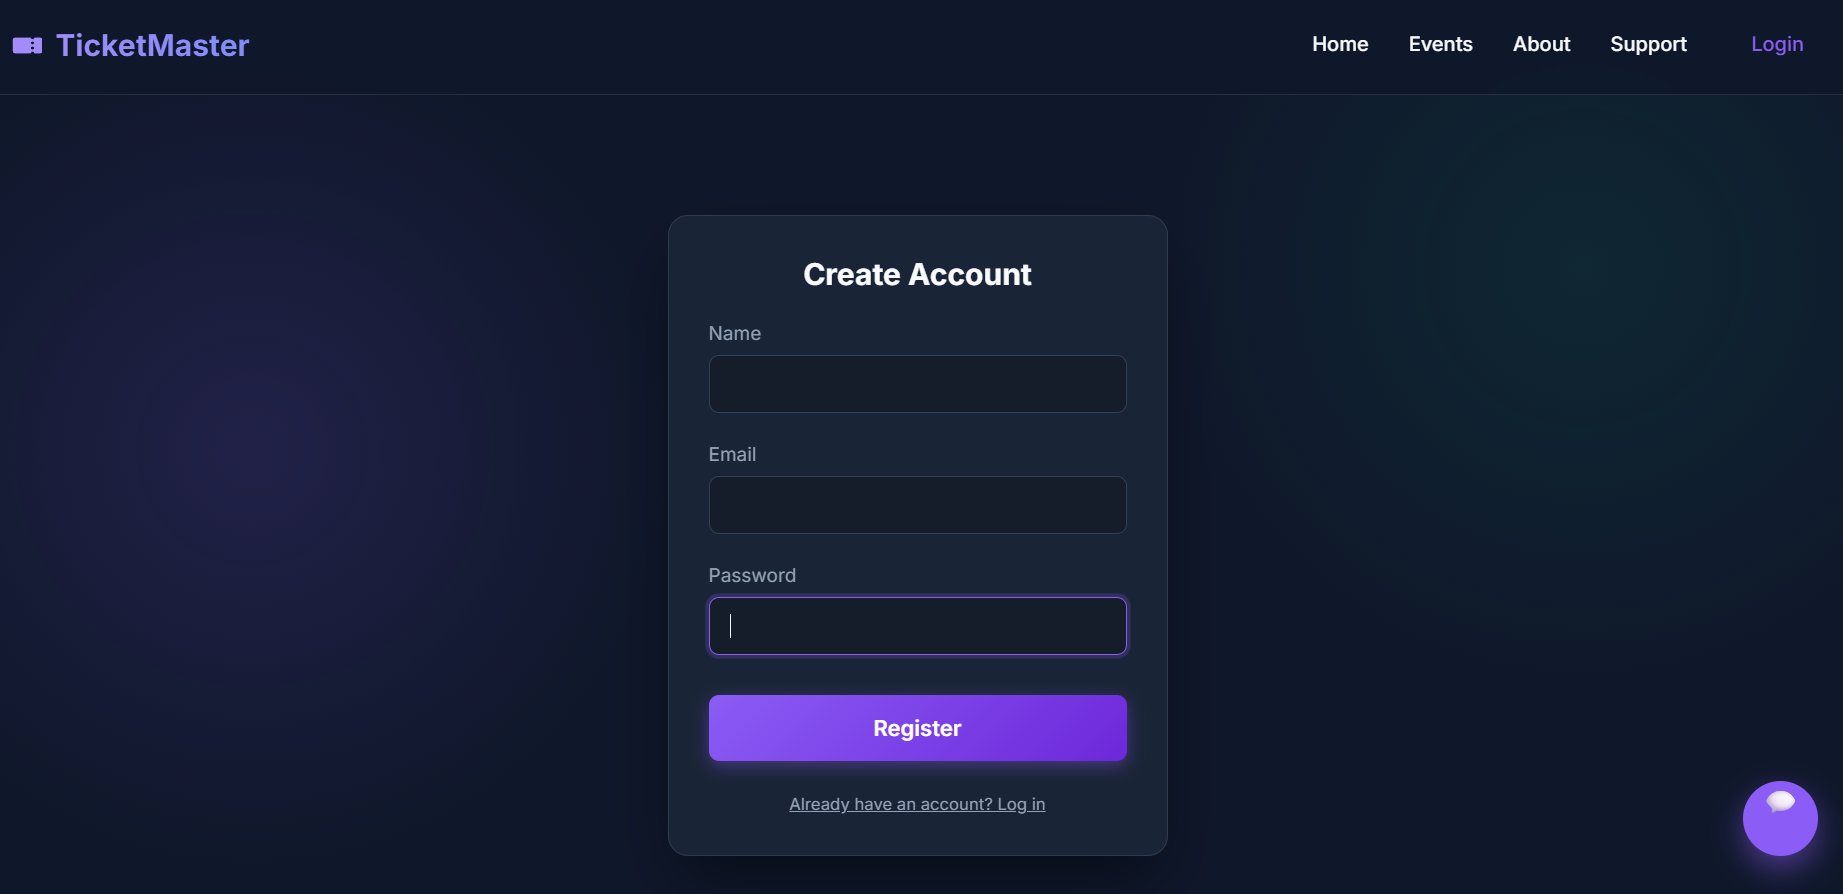 TicketMaster
Home
Events
About
Support
Login
Create Account
Name
Email
Password
Register
Already have an account? Log in